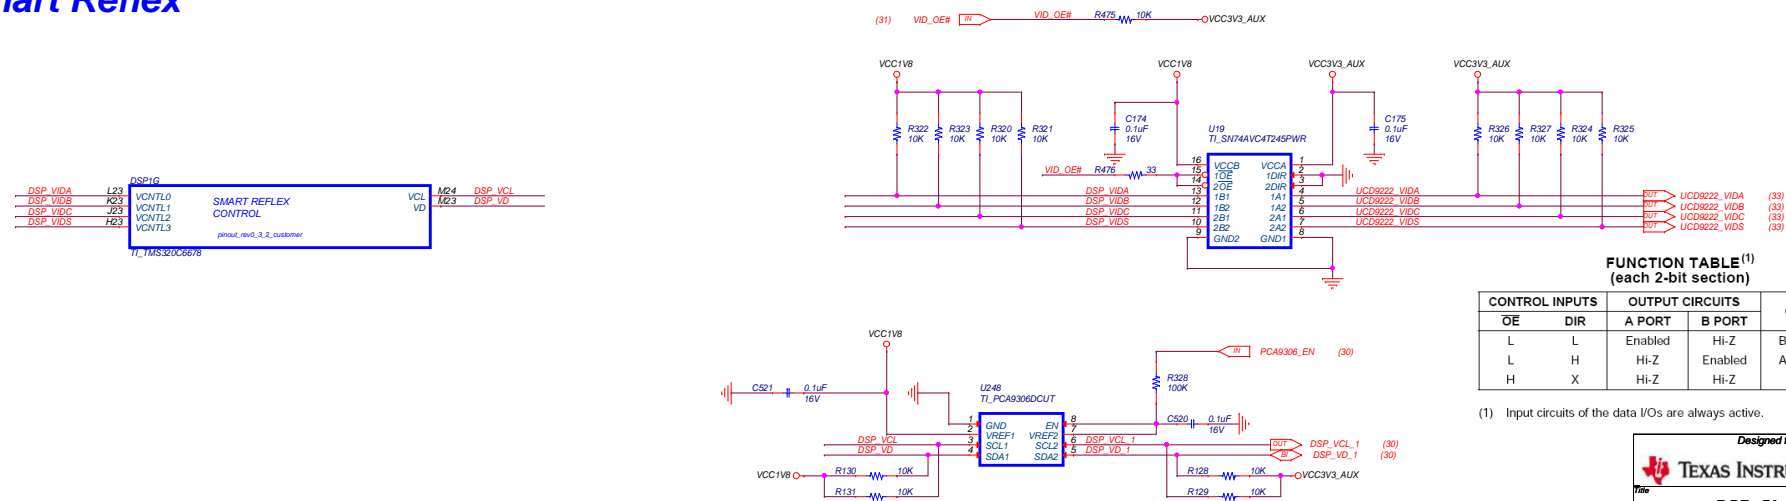 mart Reflex
(31) VID_OE# IN VID_OE# R475 10K VCC3V3_AUX
VCC1V8 VCC1V8 VCC3V3_AUX VCC3V3_AUX
R322 10K R323 10K R320 10K R321 10K
C174 0.1uF 16V
U19
TI_SN74AVC4T245PWR
C175 0.1uF 16V
R326 10K R327 10K R324 10K R325 10K
VID_OE# R476 33
16 VCCB VCCA 1
15 1OE 1DIR 2
14 2OE 2DIR 3
DSP_VIDA 13 1B1 1A1 4 UCD9222_VIDA OUT UCD9222_VIDA (33)
DSP_VIDB 12 1B2 1A2 5 UCD9222_VIDB OUT UCD9222_VIDB (33)
DSP_VIDC 11 2B1 2A1 6 UCD9222_VIDC OUT UCD9222_VIDC (33)
DSP_VIDS 10 2B2 2A2 7 UCD9222_VIDS OUT UCD9222_VIDS (33)
9 GND2 GND1 8
DSP1G
DSP_VIDA L23 VCNTL0 VCL M24 DSP_VCL
DSP_VIDB K23 VCNTL1 VD M23 DSP_VD
DSP_VIDC J23 VCNTL2
DSP_VIDS H23 VCNTL3
SMART REFLEX
CONTROL
pinout_rev0_3_2_customer
TI_TMS320C6678
FUNCTION TABLE(1)
(each 2-bit section)
CONTROL INPUTS OUTPUT CIRCUITS
OE DIR A PORT B PORT
L L Enabled Hi-Z B
L H Hi-Z Enabled A
H X Hi-Z Hi-Z
(1) Input circuits of the data I/Os are always active.
VCC1V8
IN PCA9306_EN (30)
C521 0.1uF 16V
U248
TI_PCA9306DCUT
R328 100K
1 GND EN 8
2 VREF1 VREF2 7
DSP_VCL 3 SCL1 SCL2 6 DSP_VCL_1 OUT DSP_VCL_1 (30)
DSP_VD 4 SDA1 SDA2 5 DSP_VD_1 BI DSP_VD_1 (30)
C520 0.1uF 16V
VCC1V8 R130 10K
R131 10K
R128 10K VCC3V3_AUX
R129 10K
Designed
TEXAS INSTR
Title